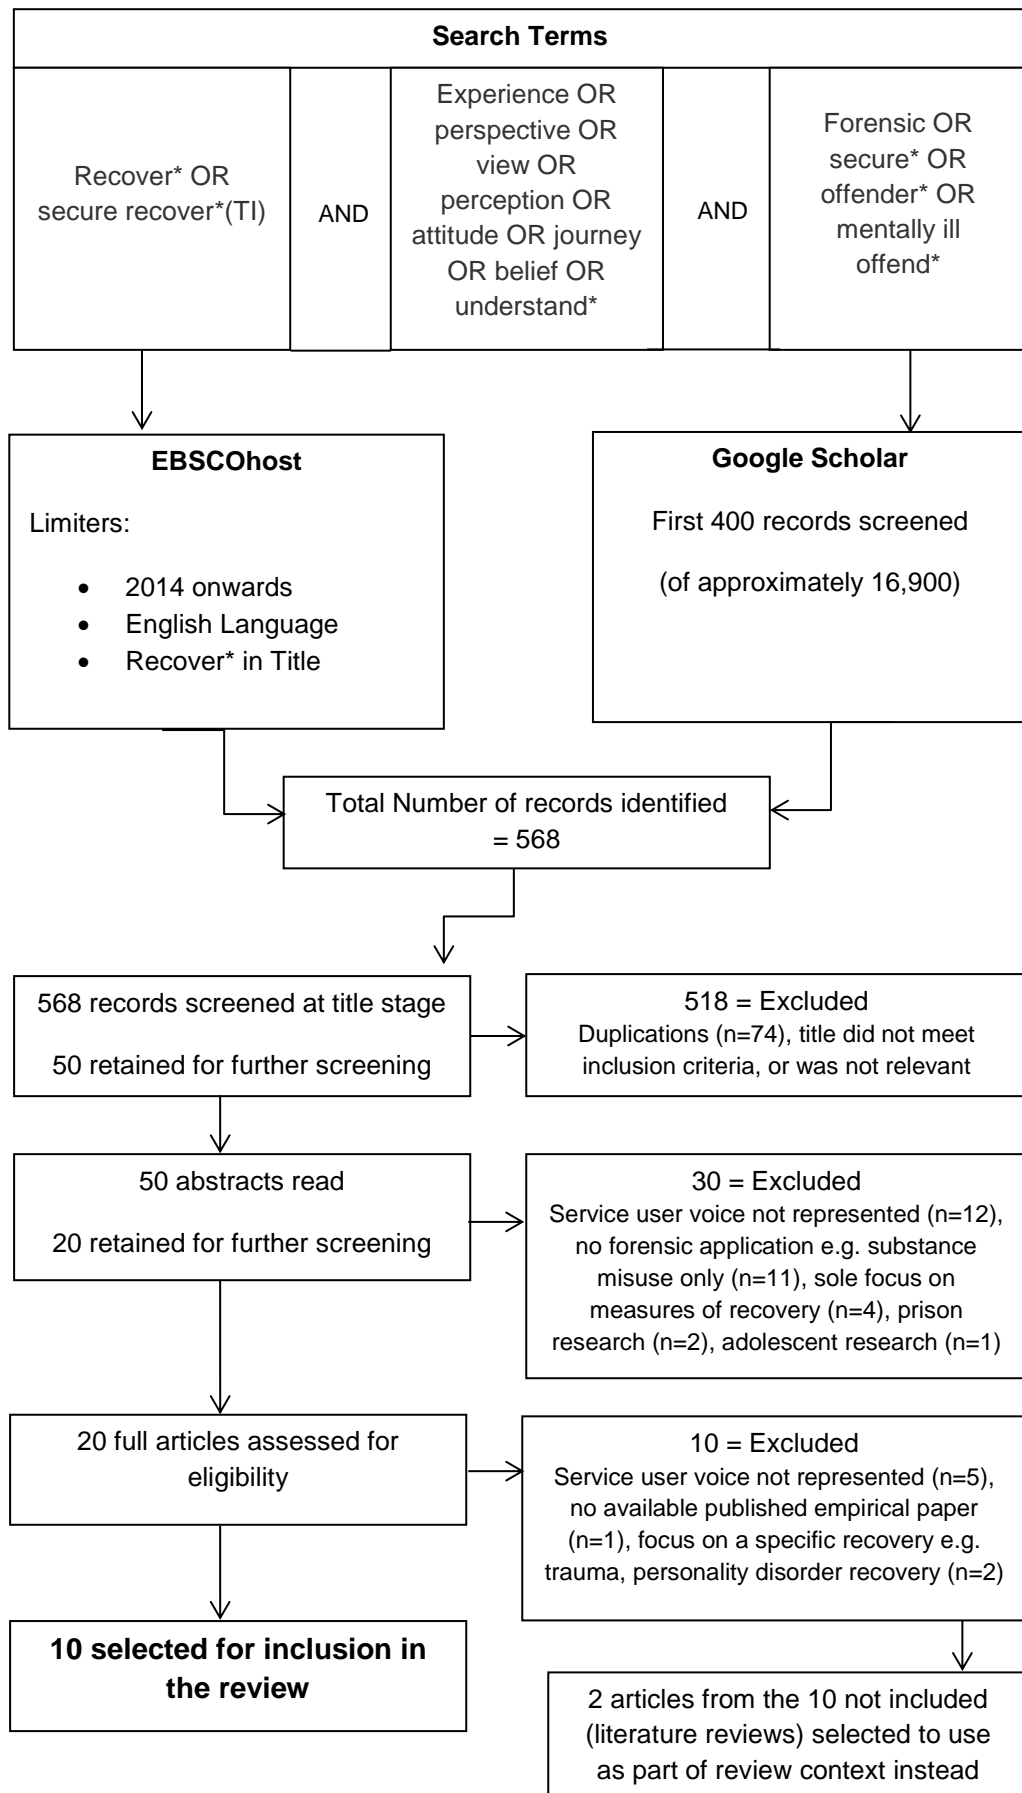 Search Terms
Recover* OR
secure recover*(TI)
AND
Experience OR
perspective OR
view OR
perception OR
attitude OR journey
OR belief OR
understand*
AND
Forensic OR
secure* OR
offender* OR
mentally ill
offend*
EBSCOhost
Limiters:
• 2014 onwards
• English Language
• Recover* in Title
Google Scholar
First 400 records screened
(of approximately 16,900)
Total Number of records identified
= 568
568 records screened at title stage
50 retained for further screening
518 = Excluded
Duplications (n=74), title did not meet
inclusion criteria, or was not relevant
50 abstracts read
20 retained for further screening
30 = Excluded
Service user voice not represented (n=12),
no forensic application e.g. substance
misuse only (n=11), sole focus on
measures of recovery (n=4), prison
research (n=2), adolescent research (n=1)
20 full articles assessed for
eligibility
10 = Excluded
Service user voice not represented (n=5),
no available published empirical paper
(n=1), focus on a specific recovery e.g.
trauma, personality disorder recovery (n=2)
10 selected for inclusion in
the review
2 articles from the 10 not included
(literature reviews) selected to use
as part of review context instead